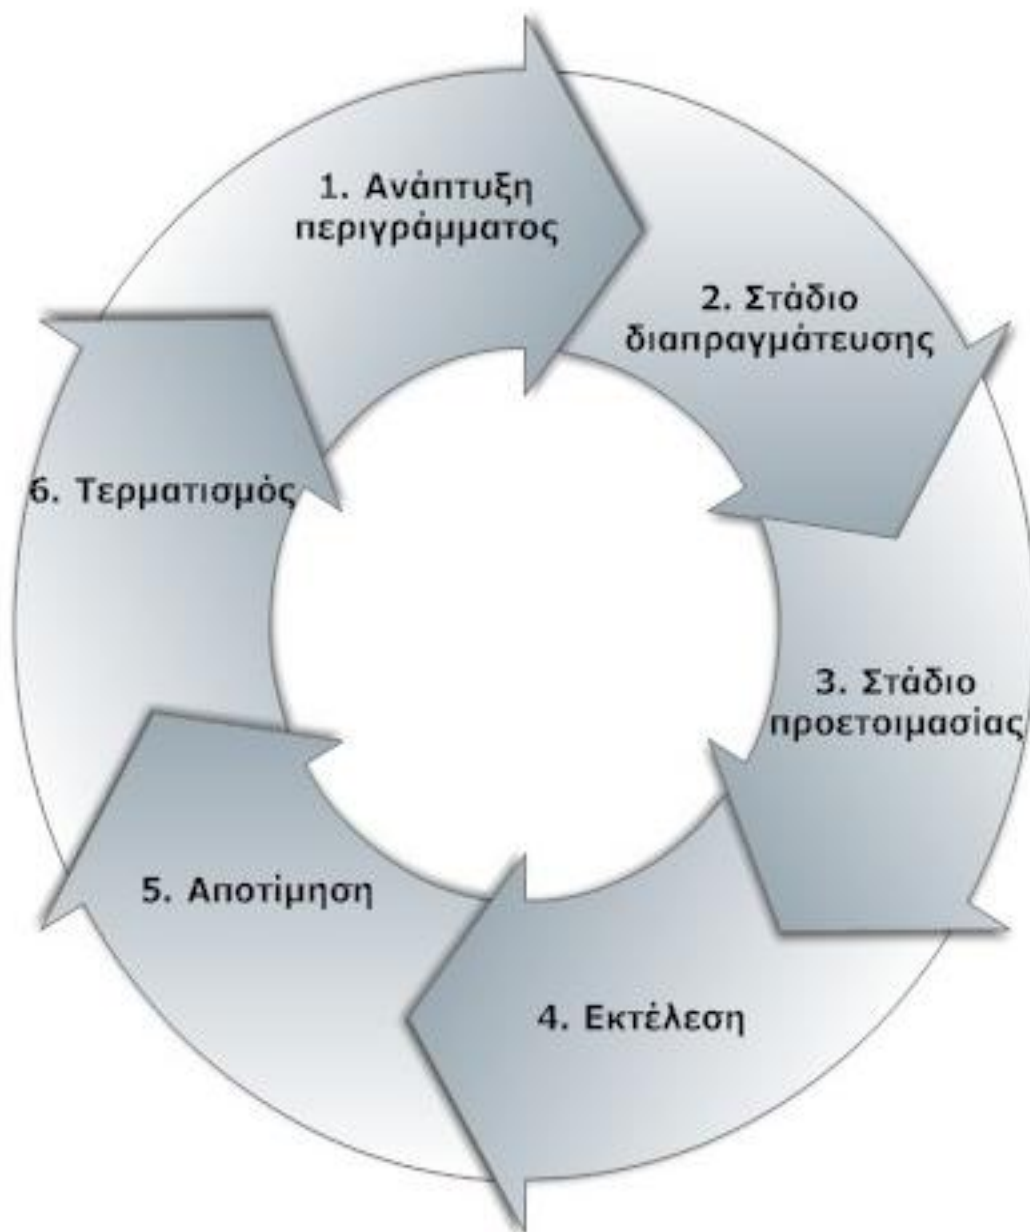 1. Ανάπτυξη
περιγράμματος
2. Στάδιο
διαπραγμάτευσης
3. Στάδιο
προετοιμασίας
4. Εκτέλεση
5. Αποτίμηση
6. Τερματισμός